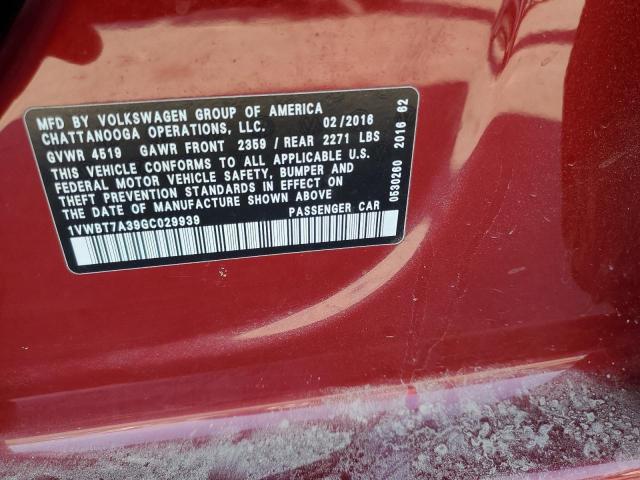 MFD BY VOLKSWAGEN GROUP OF AMERICA
CHATTANOOGA OPERATIONS, LLC. 02/2016
GVWR 4519 GAWR FRONT 2359 / REAR 2271 LBS
THIS VEHICLE CONFORMS TO ALL APPLICABLE U.S.
FEDERAL MOTOR VEHICLE SAFETY, BUMPER AND
THEFT PREVENTION STANDARDS IN EFFECT ON
THE DATE OF MANUFACTURE SHOWN ABOVE
1VWBT7A39GC029939 PASSENGER CAR
0530260 2016 62